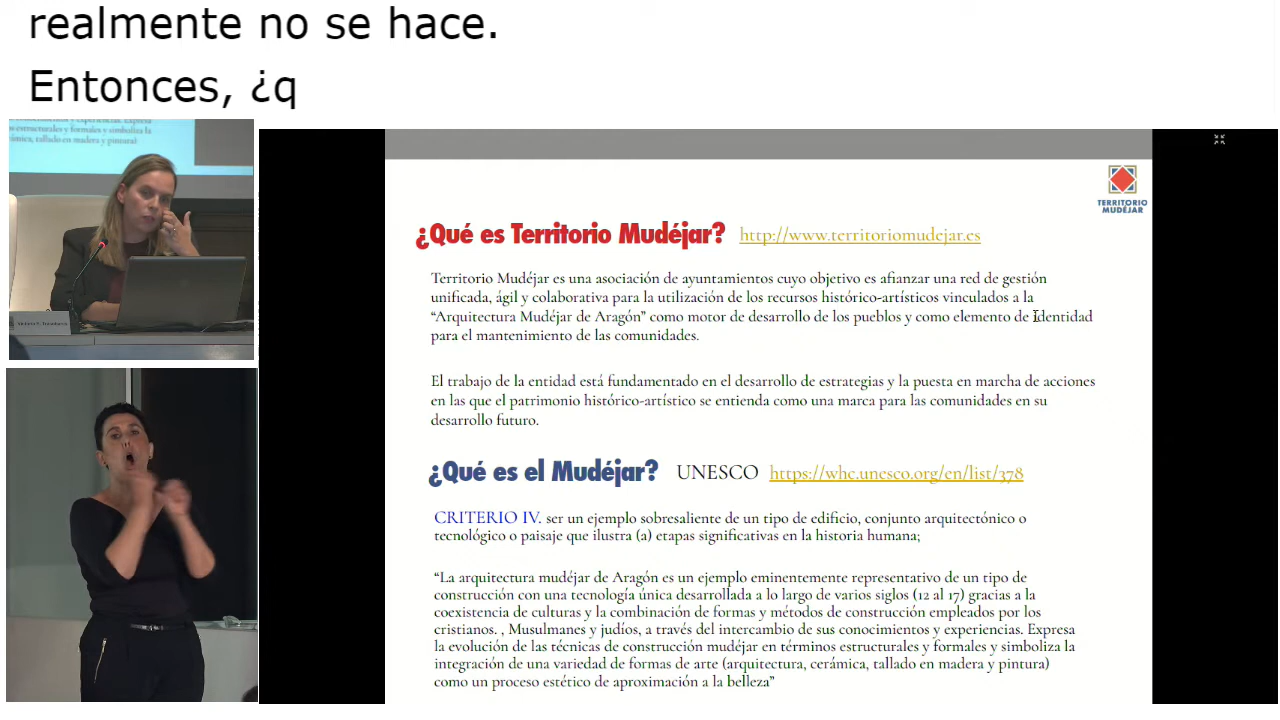 realmente no se hace.
Entonces, ¿q
estructurales y formales y simboliza la
TERRITORIO
MUDÉJAR
¿Qué es Territorio Mudéjar? http://www.territoriomudejar.es
Territorio Mudéjar es una asociación de ayuntamientos cuyo objetivo es afianzar una red de gestión
unificada, ágil y colaborativa para la utilización de los recursos histórico-artísticos vinculados a la
“Arquitectura Mudéjar de Aragón” como motor de desarrollo de los pueblos y como elemento de identidad
para el mantenimiento de las comunidades.
El trabajo de la entidad está fundamentado en el desarrollo de estrategias y la puesta en marcha de acciones
en las que el patrimonio histórico-artístico se entienda como una marca para las comunidades en su
desarrollo futuro.
¿Qué es el Mudéjar? UNESCO https://whc.unesco.org/en/list/378
CRITERIO IV. ser un ejemplo sobresaliente de un tipo de edificio, conjunto arquitectónico o
tecnológico o paisaje que ilustra (a) etapas significativas en la historia humana;
“La arquitectura mudéjar de Aragón es un ejemplo eminentemente representativo de un tipo de
construcción con una tecnología única desarrollada a lo largo de varios siglos (12 al 17) gracias a la
coexistencia de culturas y la combinación de formas y métodos de construcción empleados por los
cristianos. , Musulmanes y judíos, a través del intercambio de sus conocimientos y experiencias. Expresa
la evolución de las técnicas de construcción mudéjar en términos estructurales y formales y simboliza la
integración de una variedad de formas de arte (arquitectura, cerámica, tallado en madera y pintura)
como un proceso estético de aproximación a la belleza”